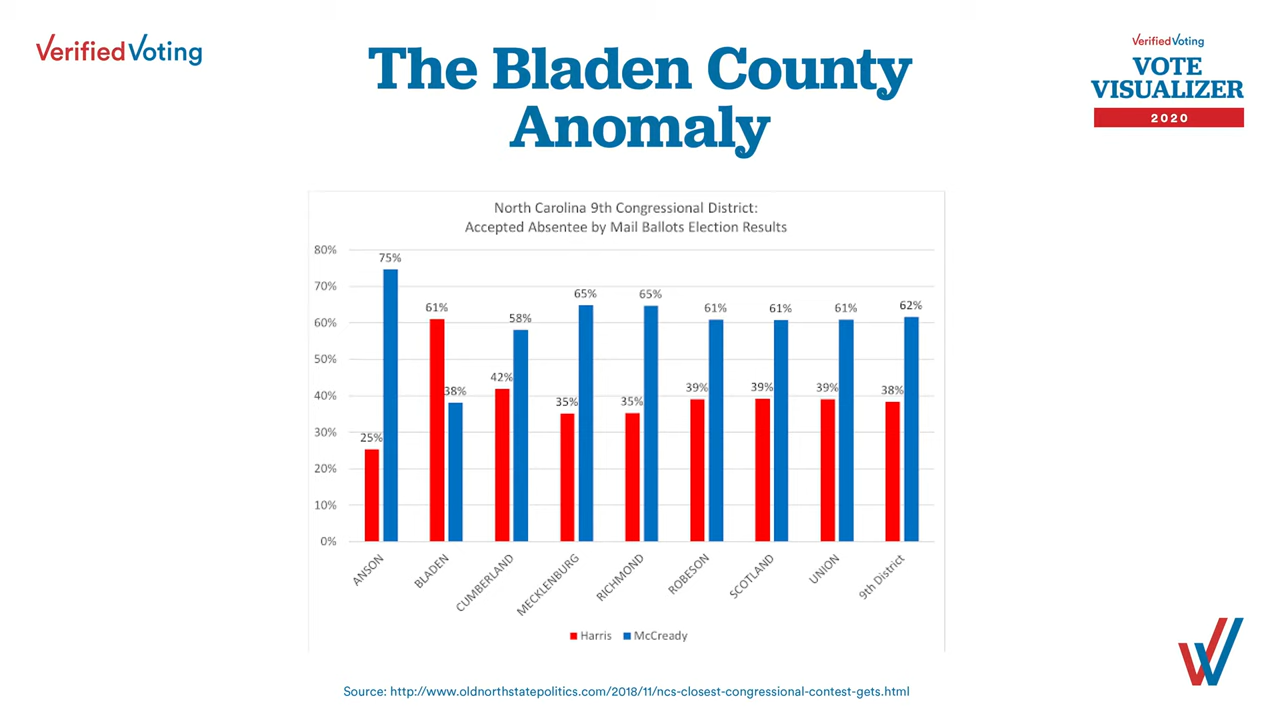 VerifiedVoting
The Bladen County
Anomaly
VerifiedVoting
VOTE
VISUALIZER
2020
North Carolina 9th Congressional District:
Accepted Absentee by Mail Ballots Election Results
80%
70%
60%
50%
40%
30%
20%
10%
0%
25%
75%
61%
38%
42%
58%
35%
65%
35%
65%
39%
61%
39%
61%
39%
61%
38%
62%
ANSON
BLADEN
CUMBERLAND
MECKLENBURG
RICHMOND
ROBESON
SCOTLAND
UNION
9th District
Harris McCready
Source: http://www.oldnorthstatepolitics.com/2018/11/ncs-closest-congressional-contest-gets.html